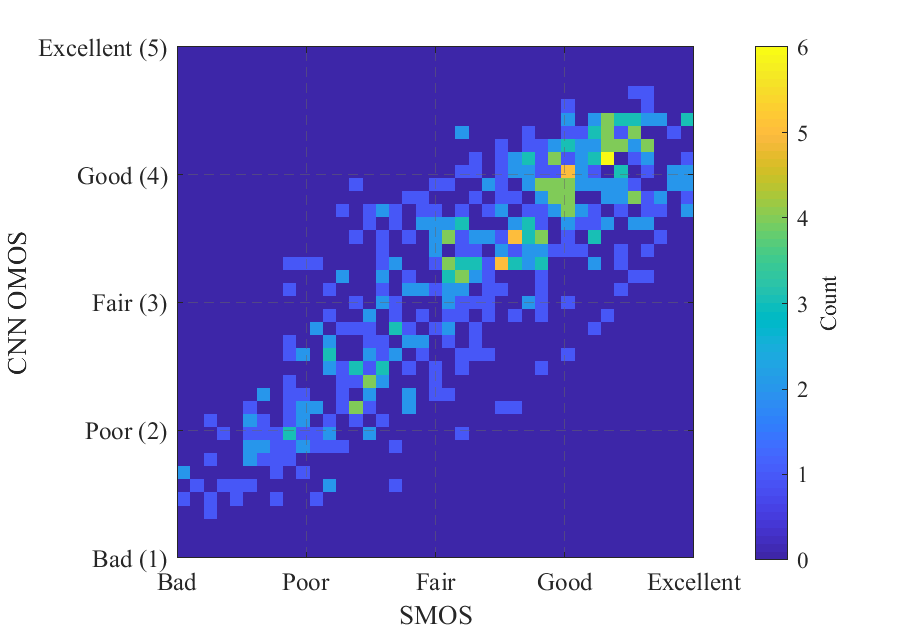 Excellent (5)
Good (4)
Fair (3)
Poor (2)
Bad (1)
CNN OMOS
Bad
Poor
Fair
Good
Excellent
SMOS
6
5
4
3
2
1
0
Count